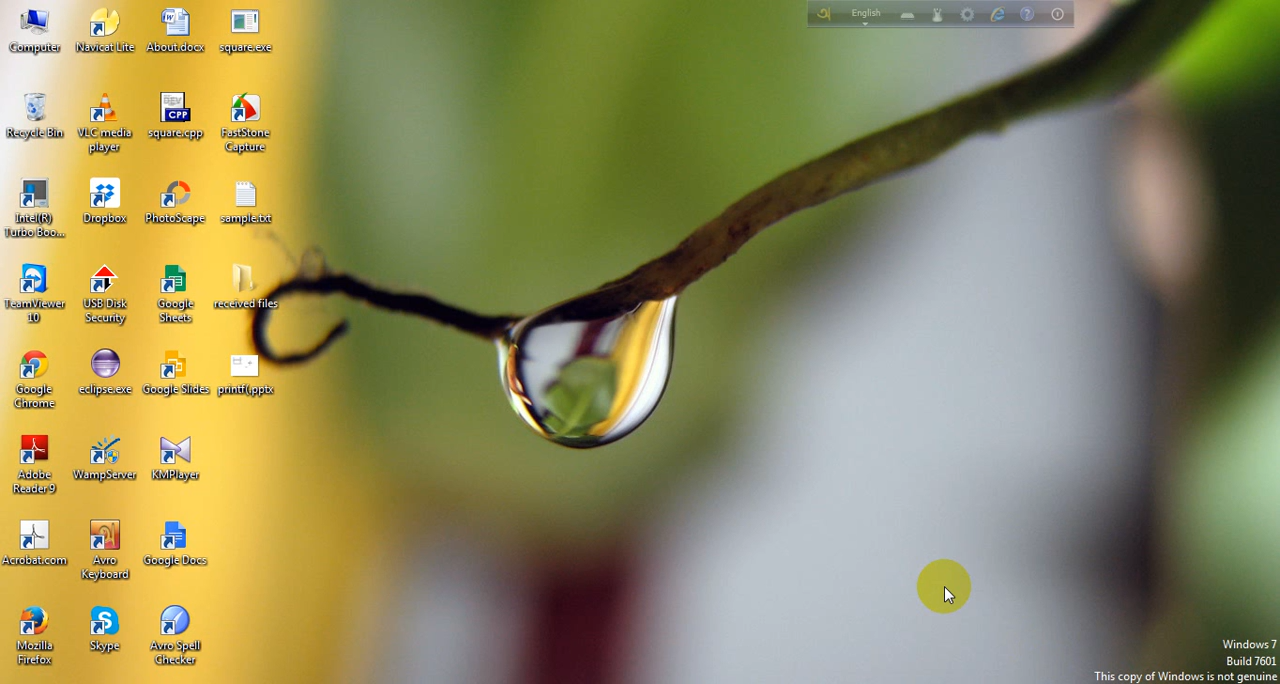 Computer
Navicat Lite
About.docx
square.exe
Recycle Bin
VLC media
player
square.cpp
FastStone
Capture
Intel(R)
Turbo Boo...
Dropbox
PhotoScape
sample.txt
TeamViewer
10
USB Disk
Security
Google
Sheets
received files
Google
Chrome
eclipse.exe
Google Slides
printf(.pptx
Adobe
Reader 9
WampServer
KMPlayer
Acrobat.com
Avro
Keyboard
Google Docs
Mozilla
Firefox
Skype
Avro Spell
Checker
অ
English
DEV
CPP
Windows 7
Build 7601
This copy of Windows is not genuine